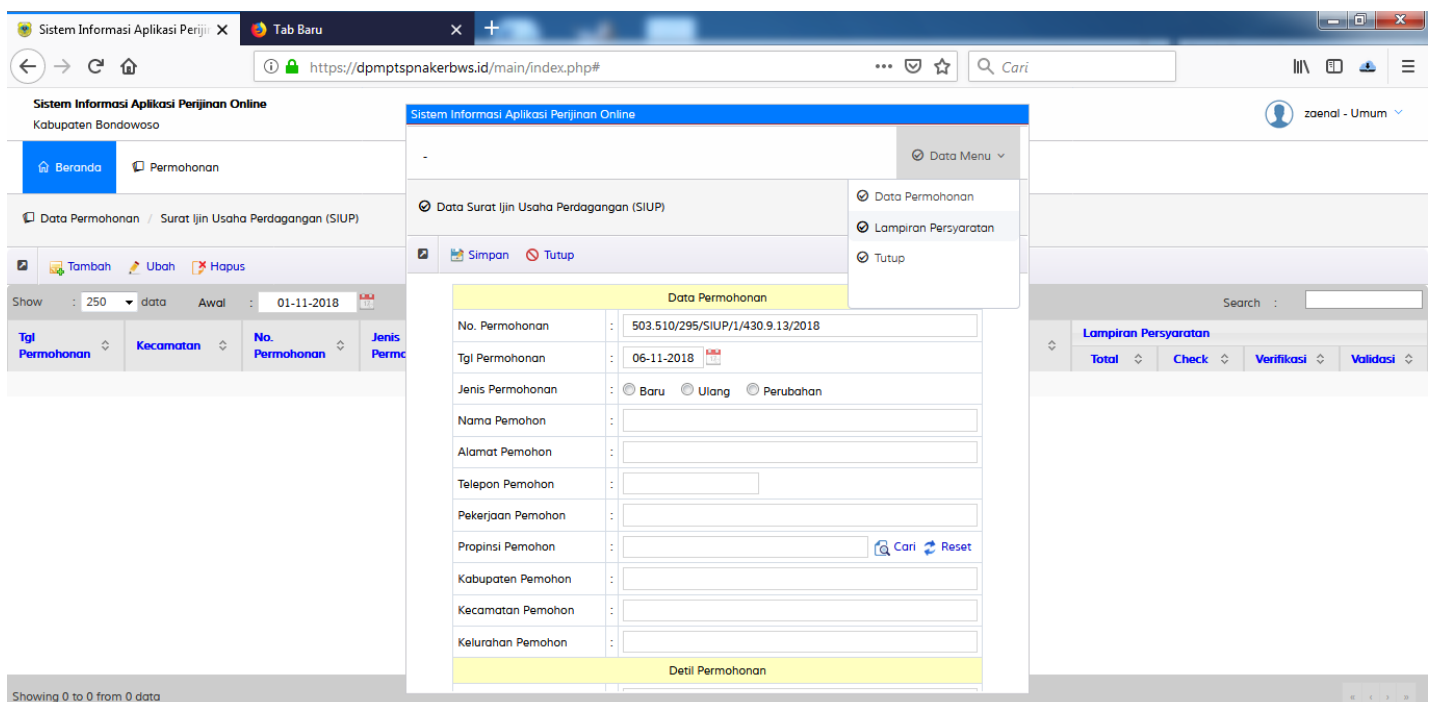 Sistem Informasi Aplikasi Periji
Tab Baru
https://dpmptspnakerbws.id/main/index.php#
Cari
Sistem Informasi Aplikasi Perijinan Online
Kabupaten Bondowoso
zaenal - Umum
Beranda
Permohonan
Data Permohonan / Surat Ijin Usaha Perdagangan (SIUP)
Tambah Ubah Hapus
Show : 250 data Awal : 01-11-2018
Search :
Tgl Permohonan
Kecamatan
No. Permohonan
Jenis
Lampiran Persyaratan
Total Check Verifikasi Validasi
Sistem Informasi Aplikasi Perijinan Online
-
Data Menu
Data Permohonan
Lampiran Persyaratan
Tutup
Data Surat Ijin Usaha Perdagangan (SIUP)
Simpan Tutup
Data Permohonan
No. Permohonan : 503.510/295/SIUP/1/430.9.13/2018
Tgl Permohonan : 06-11-2018
Jenis Permohonan : Baru Ulang Perubahan
Nama Pemohon :
Alamat Pemohon :
Telepon Pemohon :
Pekerjaan Pemohon :
Propinsi Pemohon : Cari Reset
Kabupaten Pemohon :
Kecamatan Pemohon :
Kelurahan Pemohon :
Detil Permohonan
Showing 0 to 0 from 0 data